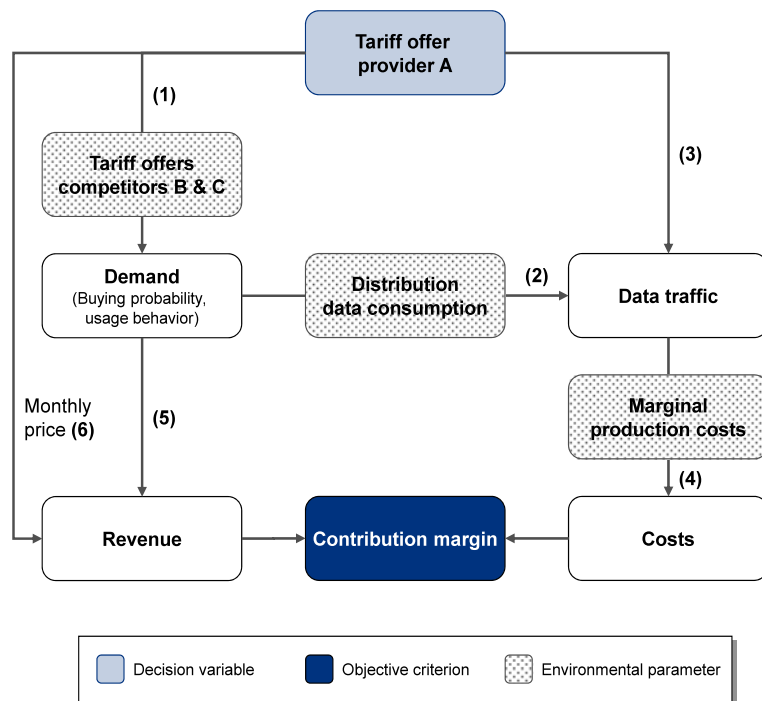 Tariff offer
provider A
(1)
Tariff offers
competitors B & C
(3)
Demand
(Buying probability,
usage behavior)
Distribution
data consumption
(2)
Data traffic
Monthly
price (6)
(5)
Marginal
production costs
(4)
Revenue
Contribution margin
Costs
Decision variable
Objective criterion
Environmental parameter